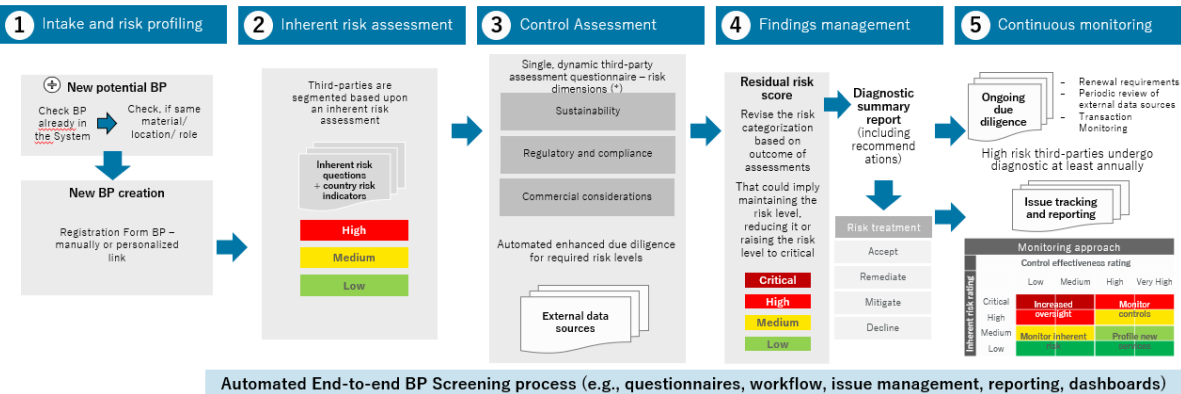 1 Intake and risk profiling
New potential BP
Check BP
already in
the System
Check, if same
material/
location/ role
New BP creation
Registration Form BP –
manually or personalized
link
2 Inherent risk assessment
Third-parties are
segmented based upon
an inherent risk
assessment
Inherent risk
questions
+ country risk
indicators
High
Medium
Low
3 Control Assessment
Single, dynamic third-party
assessment questionnaire – risk
dimensions (*)
Sustainability
Regulatory and compliance
Commercial considerations
Automated enhanced due diligence
for required risk levels
External data
sources
4 Findings management
Residual risk
score
Revise the risk
categorization
based on
outcome of
assessments
That could imply
maintaining the
risk level,
reducing it or
raising the risk
level to critical
Critical
High
Medium
Low
Diagnostic
summary
report
(including
recommend
ations)
Risk treatment
Accept
Remediate
Mitigate
Decline
5 Continuous monitoring
Ongoing
due
diligence
- Renewal requirements
- Periodic review of
external data sources
- Transaction
Monitoring
High risk third-parties undergo
diagnostic at least annually
Issue tracking
and reporting
Monitoring approach
Control effectiveness rating
Low Medium High Very High
Inherent risk rating
Critical
High
Medium
Low
Increased
oversight
Monitor
controls
Monitor inherent
risk
Profile new
services
Automated End-to-end BP Screening process (e.g., questionnaires, workflow, issue management, reporting, dashboards)